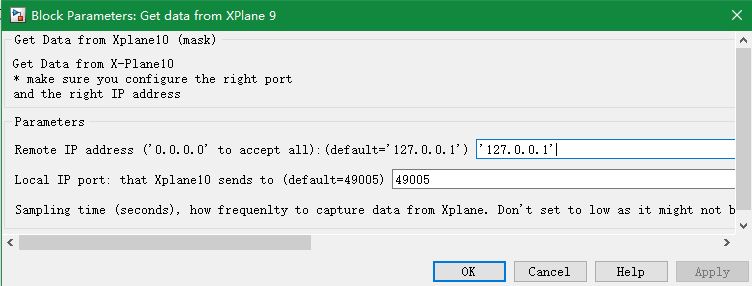 Block Parameters: Get data from XPlane 9
Get Data from Xplane10 (mask)
Get Data from X-Plane10
* make sure you configure the right port
and the right IP address
Parameters
Remote IP address ('0.0.0.0' to accept all):(default='127.0.0.1') '127.0.0.1'
Local IP port: that Xplane10 sends to (default=49005) 49005
Sampling time (seconds), how frequenlty to capture data from Xplane. Don't set to low as it might not b
OK Cancel Help Apply